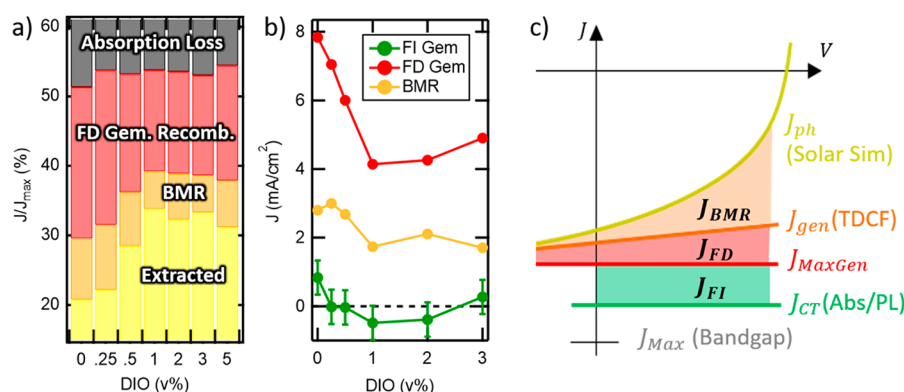 a)
60
50
40
30
20
J/Jmax (%)
Absorption Loss
FD Gem. Recomb.
BMR
Extracted
0 .25 .5 1 2 3 5
DIO (v%)
b)
8
6
4
2
0
J (mA/cm²)
FI Gem
FD Gem
BMR
0 1 2 3
DIO (v%)
c)
J
V
Jph
(Solar Sim)
JBMR
Jgen(TDCF)
JFD
JMaxGen
JFI
JCT(Abs/PL)
JMax (Bandgap)